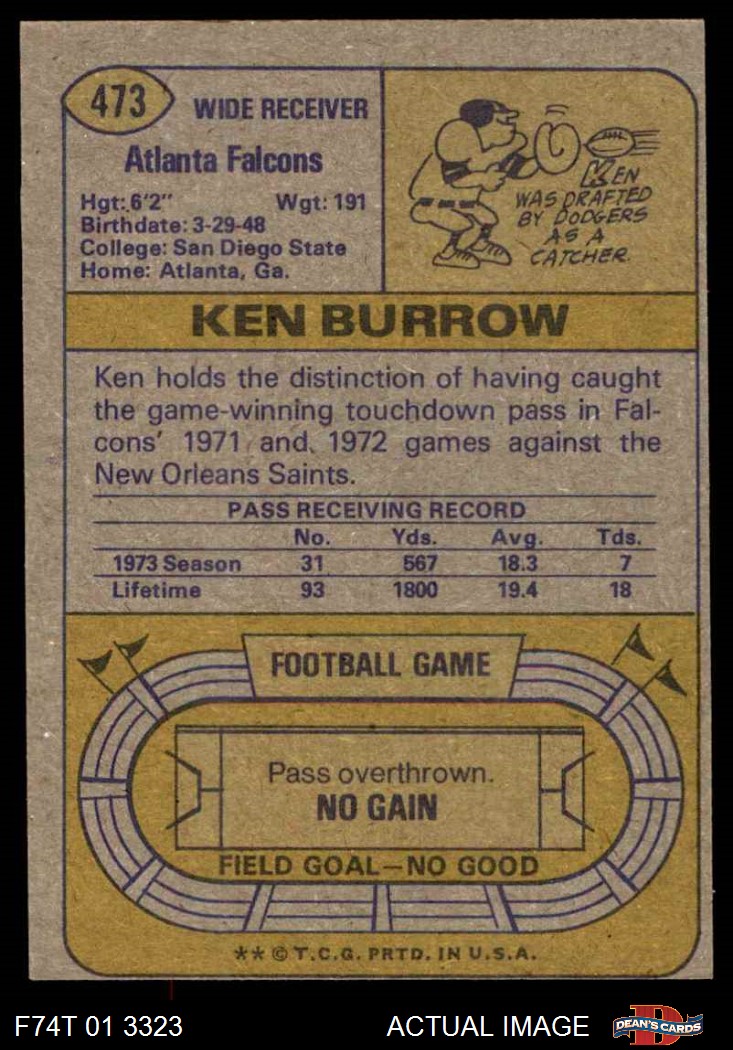 473
WIDE RECEIVER
Atlanta Falcons
Hgt: 6'2" Wgt: 191
Birthdate: 3-29-48
College: San Diego State
Home: Atlanta, Ga.
KEN
WAS DRAFTED
BY DODGERS
AS A
CATCHER.
KEN BURROW
Ken holds the distinction of having caught
the game-winning touchdown pass in Fal-
cons' 1971 and 1972 games against the
New Orleans Saints.
PASS RECEIVING RECORD
No. Yds. Avg. Tds.
1973 Season 31 567 18.3 7
Lifetime 93 1800 19.4 18
FOOTBALL GAME
Pass overthrown.
NO GAIN
FIELD GOAL—NO GOOD
** © T.C.G. PRTD. IN U.S.A.
F74T 01 3323 ACTUAL IMAGE
D
DEAN'S CARDS